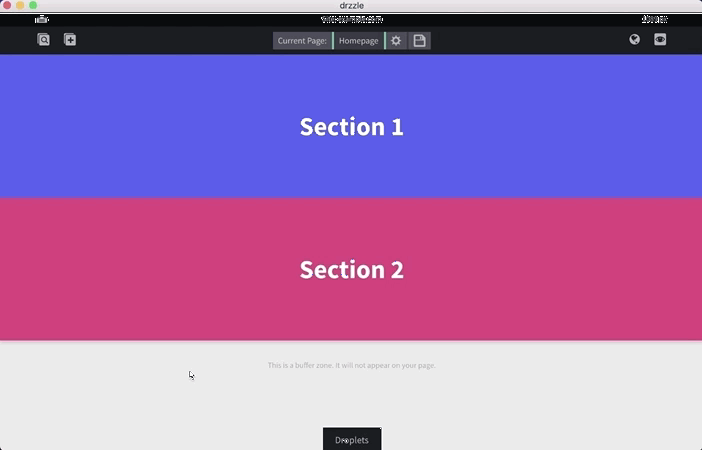 drzzle
Current Page: Homepage
Section 1
Section 2
This is a buffer zone. It will not appear on your page.
Droplets